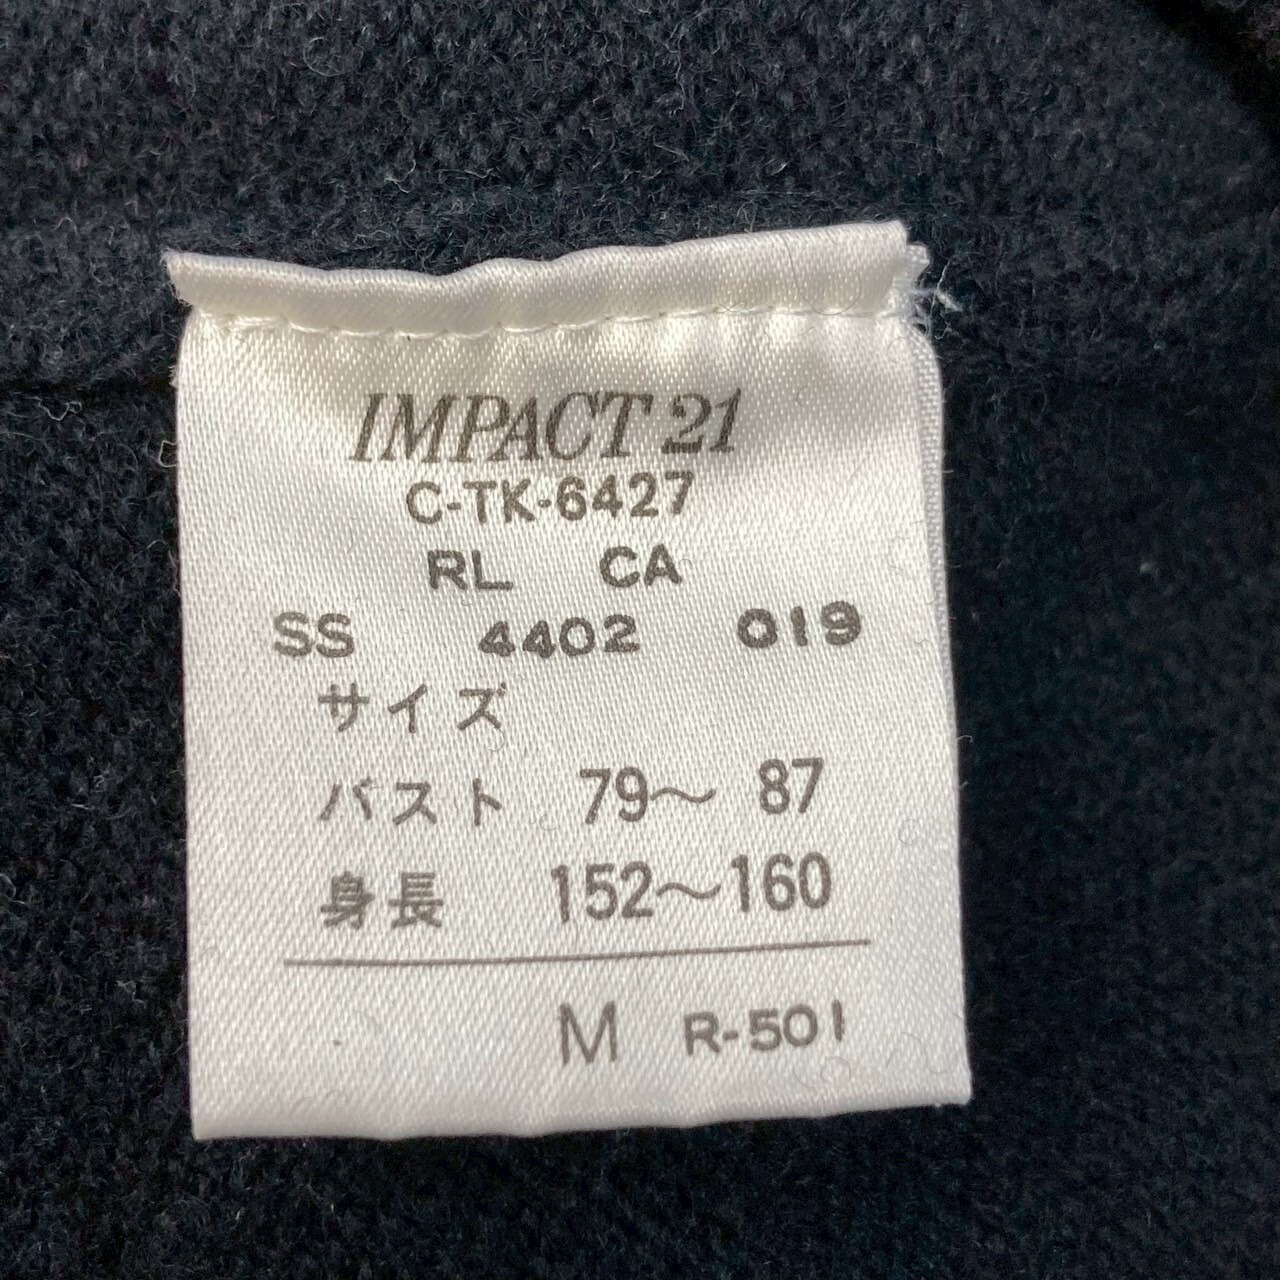 IMPACT 21
C-TK-6427
RL CA
SS 4402 019
サイズ
バスト 79～ 87
身長 152～160
M R-501